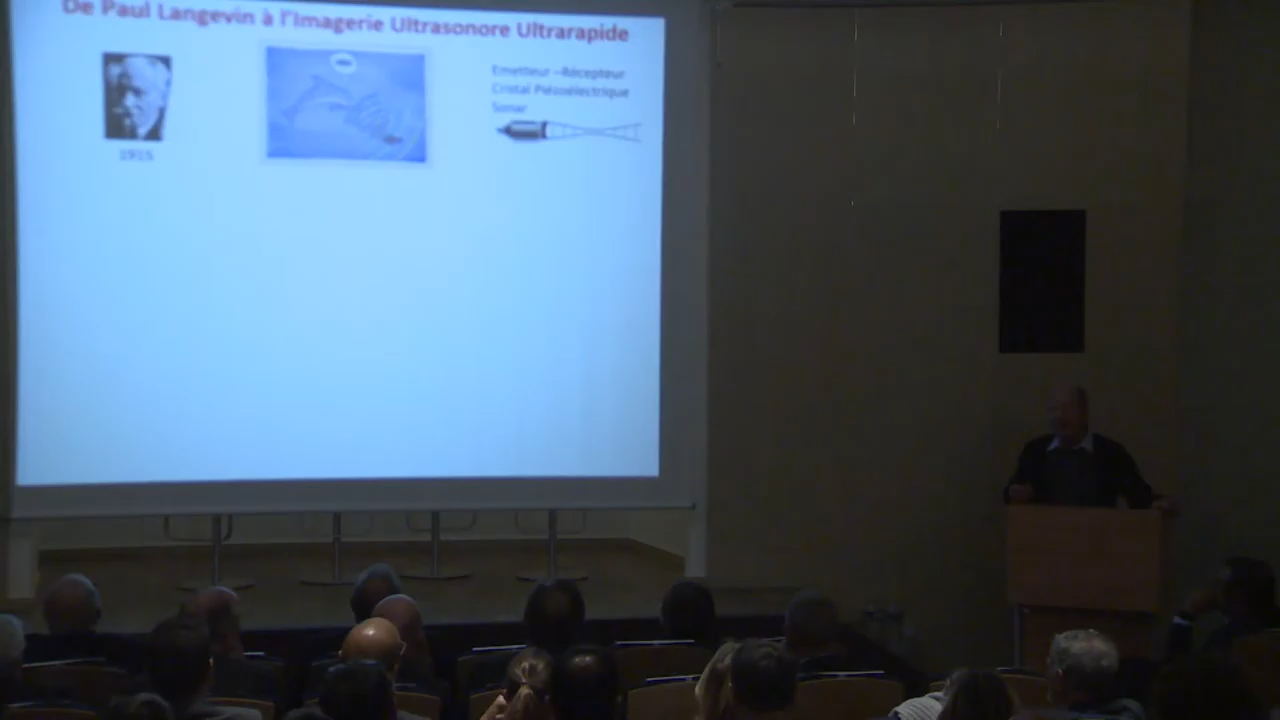 De Paul Langevin à l'Imagerie Ultrasonore Ultrarapide
Emetteur –Récepteur
Cristal Piézoélectrique
Sonar
1915